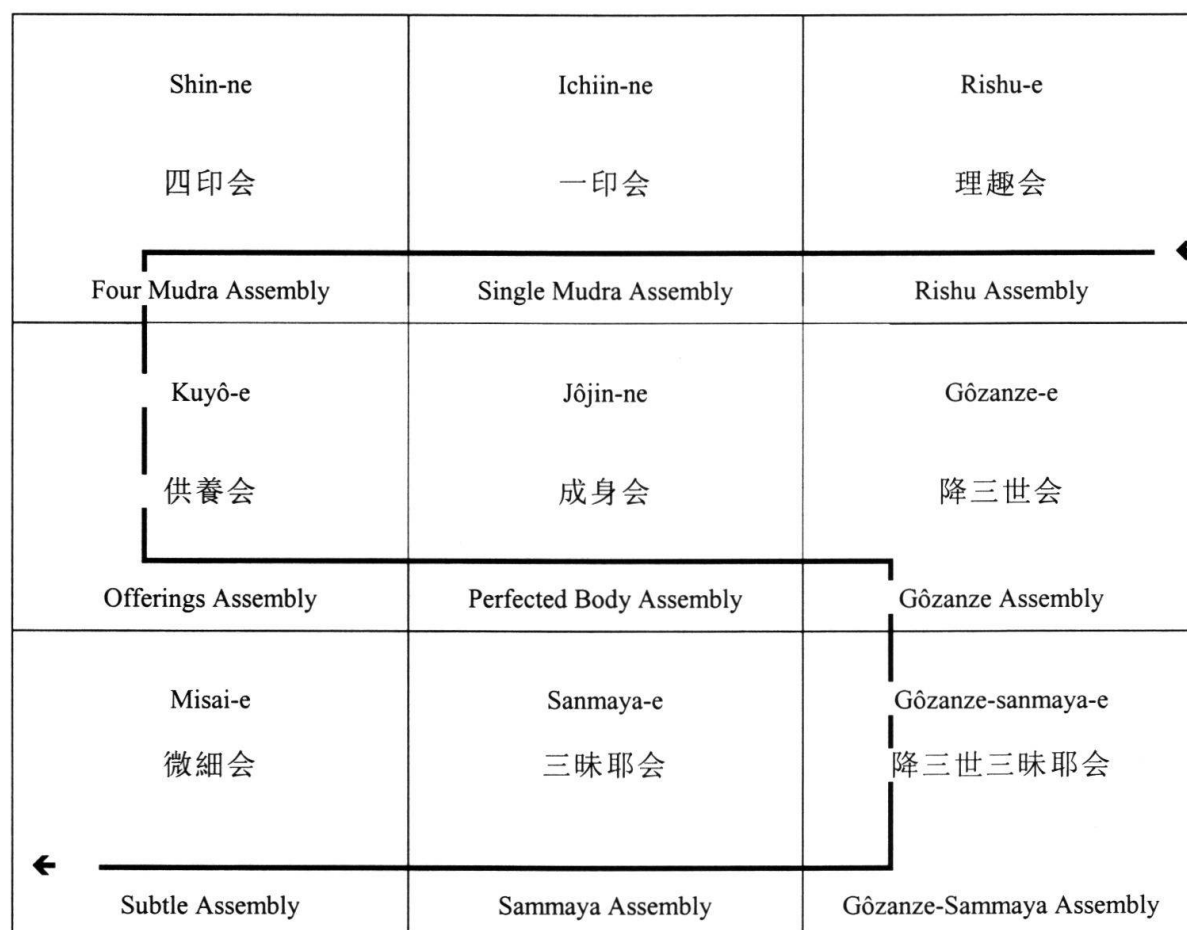 Shin-ne
四印会
Four Mudra Assembly
Ichiin-ne
一印会
Single Mudra Assembly
Rishu-e
理趣会
Rishu Assembly
Kuyô-e
供養会
Offerings Assembly
Jôjin-ne
成身会
Perfected Body Assembly
Gôzanze-e
降三世会
Gôzanze Assembly
Misai-e
微細会
Subtle Assembly
Sanmaya-e
三昧耶会
Sammaya Assembly
Gôzanze-sanmaya-e
降三世三昧耶会
Gôzanze-Sammaya Assembly